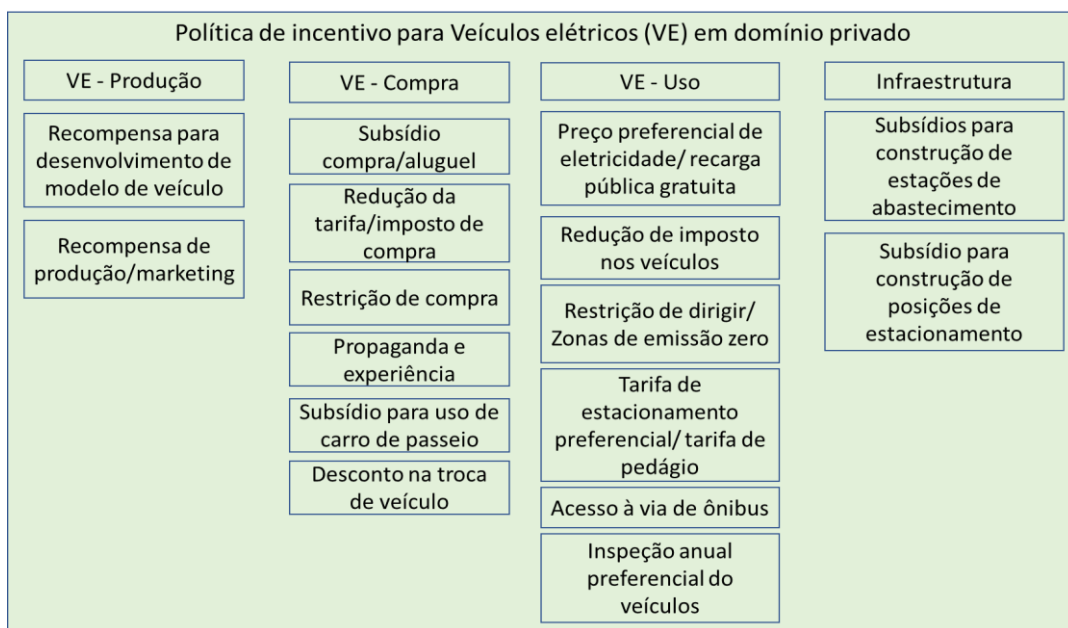 Política de incentivo para Veículos elétricos (VE) em domínio privado
VE - Produção
Recompensa para
desenvolvimento de
modelo de veículo
Recompensa de
produção/marketing
VE - Compra
Subsídio
compra/aluguel
Redução da
tarifa/imposto de
compra
Restrição de compra
Propaganda e
experiência
Subsídio para uso de
carro de passeio
Desconto na troca
de veículo
VE - Uso
Preço preferencial de
eletricidade/ recarga
pública gratuita
Redução de imposto
nos veículos
Restrição de dirigir/
Zonas de emissão zero
Tarifa de
estacionamento
preferencial/ tarifa de
pedágio
Acesso à via de ônibus
Inspeção anual
preferencial do
veículos
Infraestrutura
Subsídios para
construção de
estações de
abastecimento
Subsídio para
construção de
posições de
estacionamento